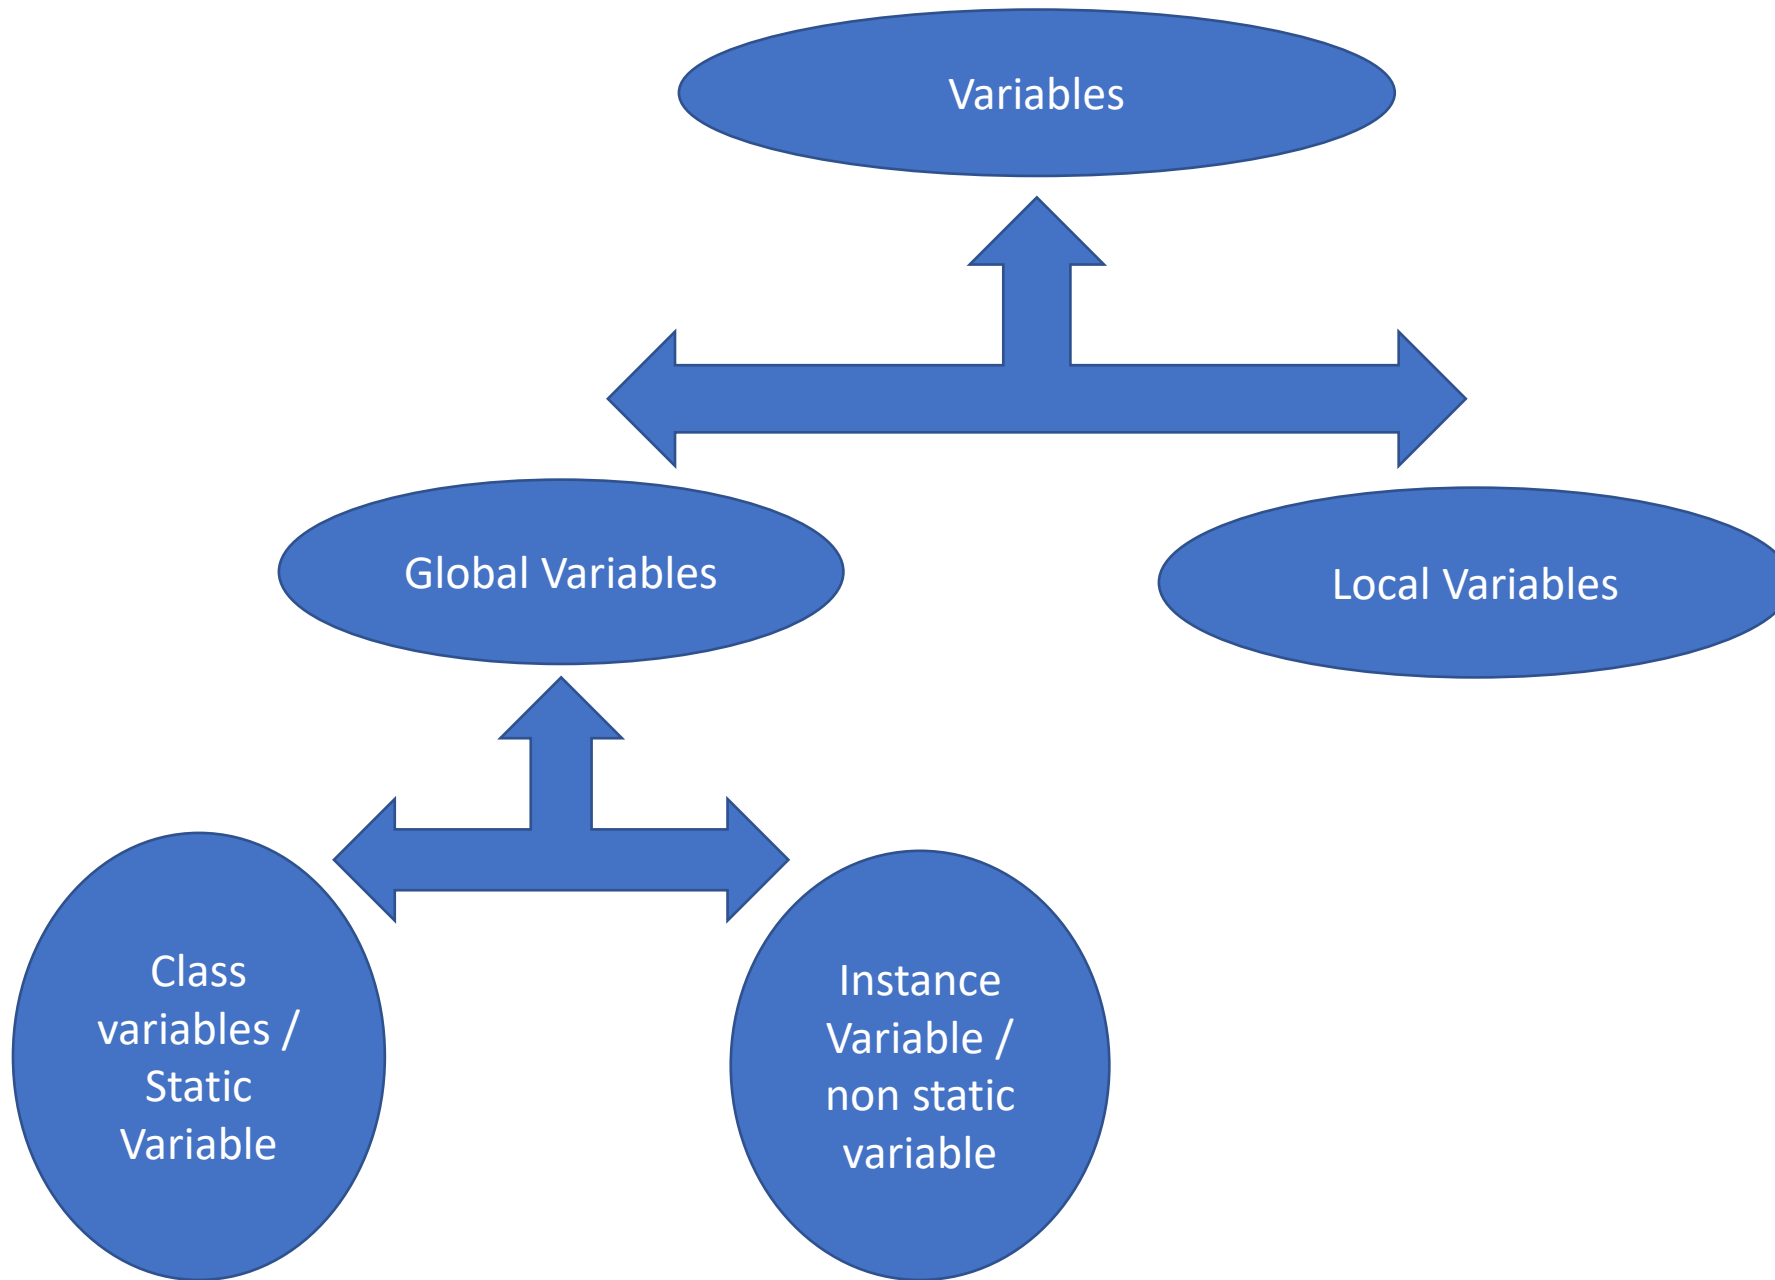 Variables
Global Variables
Local Variables
Class
variables /
Static
Variable
Instance
Variable /
non static
variable